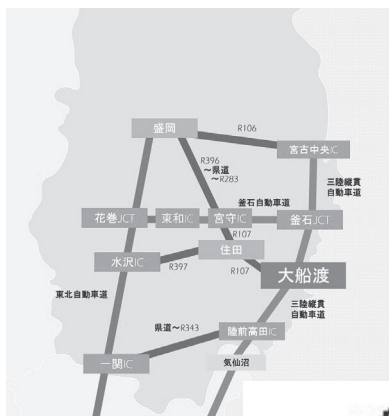 盛岡
R106
宮古中央IC
R396
～県道
～R283
三陸縦貫
自動車道
釜石自動車道
花巻JCT
東和IC
宮守IC
釜石JCT
R107
住田
水沢IC
R397
R107
大船渡
東北自動車道
三陸縦貫
自動車道
県道～R343
陸前高田IC
一関IC
気仙沼